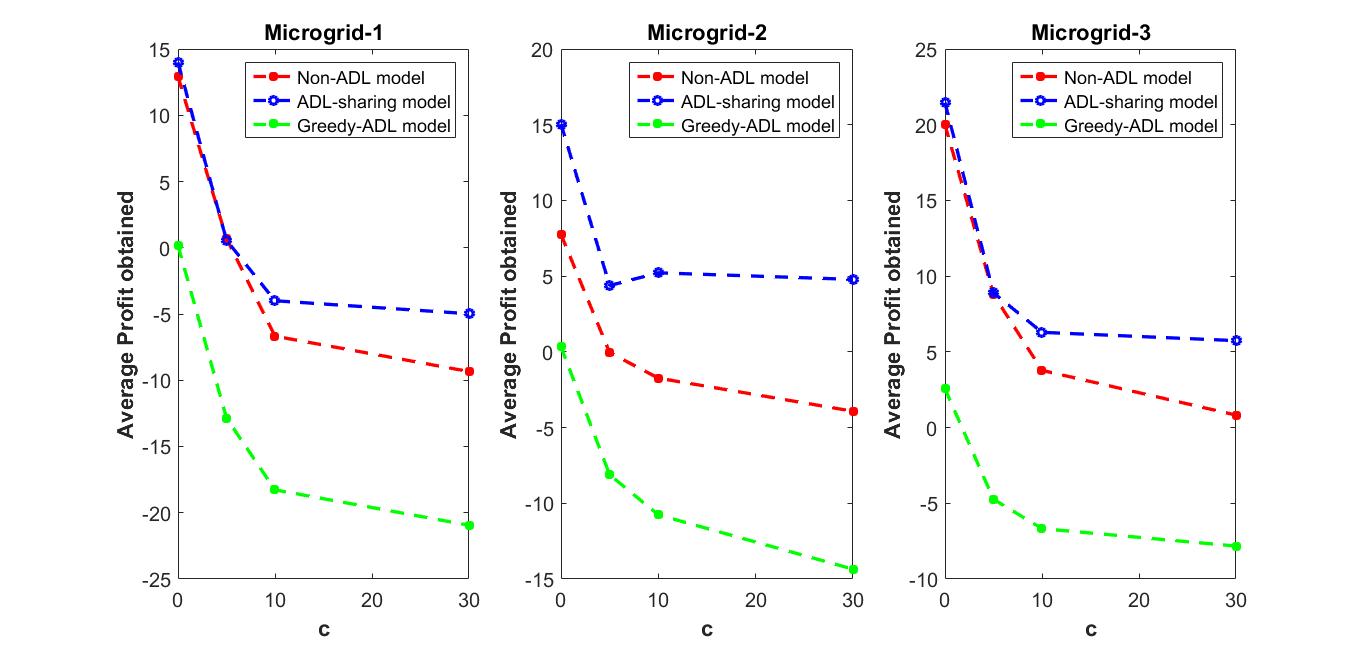 Microgrid-1
Average Profit obtained
15
10
5
0
-5
-10
-15
-20
-25
0
10
20
30
c
Non-ADL model
ADL-sharing model
Greedy-ADL model
Microgrid-2
Average Profit obtained
20
15
10
5
0
-5
-10
-15
0
10
20
30
c
Non-ADL model
ADL-sharing model
Greedy-ADL model
Microgrid-3
Average Profit obtained
25
20
15
10
5
0
-5
-10
0
10
20
30
c
Non-ADL model
ADL-sharing model
Greedy-ADL model